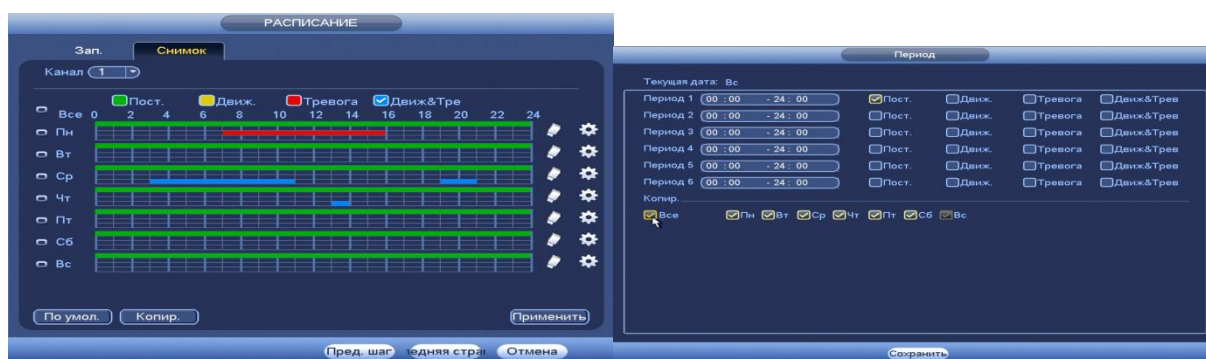 РАСПИСАНИЕ
Зап. Снимок
Канал 1
Пост. Движ. Тревога Движ&Тре
Все 0 2 4 6 8 10 12 14 16 18 20 22 24
Пн
Вт
Ср
Чт
Пт
Сб
Вс
По умол. Копир. Применить
Пред. шаг едняя стра Отмена
Период
Текущая дата: Вс
Период 1 00 :00 - 24: 00 Пост. Движ. Тревога Движ&Трев
Период 2 00 :00 - 24: 00 Пост. Движ. Тревога Движ&Трев
Период 3 00 :00 - 24: 00 Пост. Движ. Тревога Движ&Трев
Период 4 00 :00 - 24: 00 Пост. Движ. Тревога Движ&Трев
Период 5 00 :00 - 24: 00 Пост. Движ. Тревога Движ&Трев
Период 6 00 :00 - 24: 00 Пост. Движ. Тревога Движ&Трев
Копир.
Все Пн Вт Ср Чт Пт Сб Вс
Сохранить